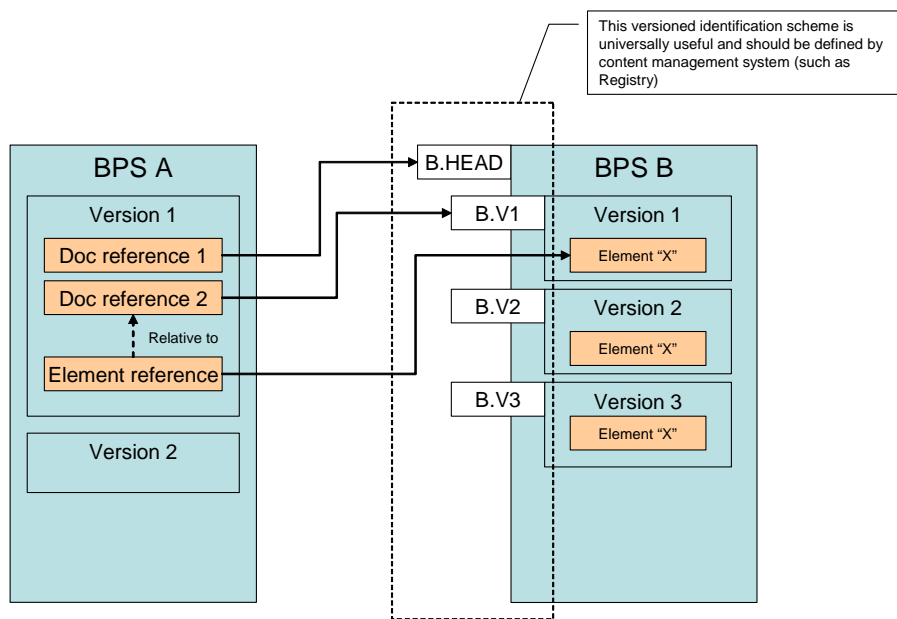 This versioned identification scheme is
universally useful and should be defined by
content management system (such as
Registry)
BPS A
Version 1
Doc reference 1
Doc reference 2
Relative to
Element reference
Version 2
B.HEAD
B.V1
B.V2
B.V3
BPS B
Version 1
Element “X”
Version 2
Element “X”
Version 3
Element “X”